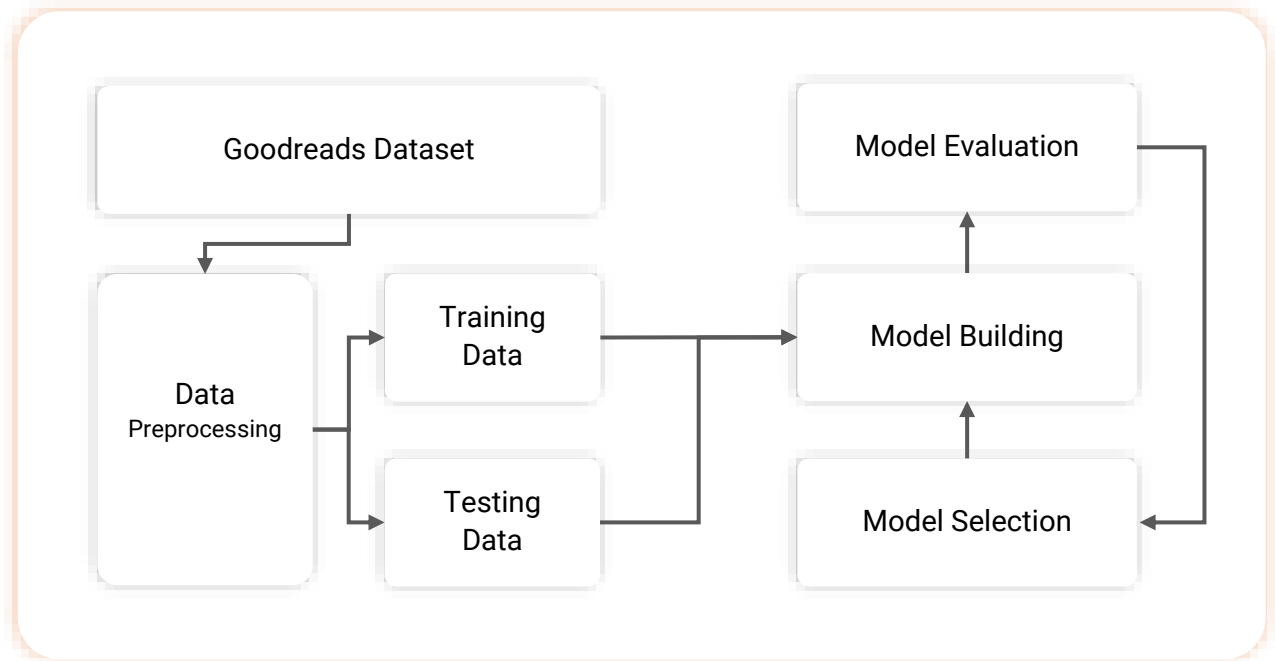 Goodreads Dataset
Model Evaluation
Training
Data
Model Building
Data
Preprocessing
Testing
Data
Model Selection